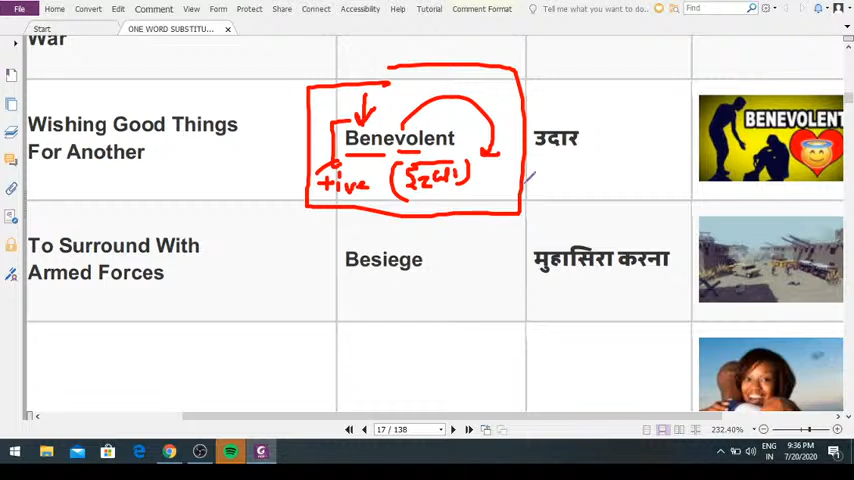 File Home Convert Edit Comment View Form Protect Share Connect Accessibility Help Tutorial Comment Format Tell me what you want to do... Find
Start ONE WORD SUBSTITU... ×
War
Wishing Good Things
For Another
Benevolent
+ive
उदार
BENEVOLENT
To Surround With
Armed Forces
Besiege
मुहासिरा करना
17 / 138
232.40%
ENG
IN
9:36 PM
7/20/2020